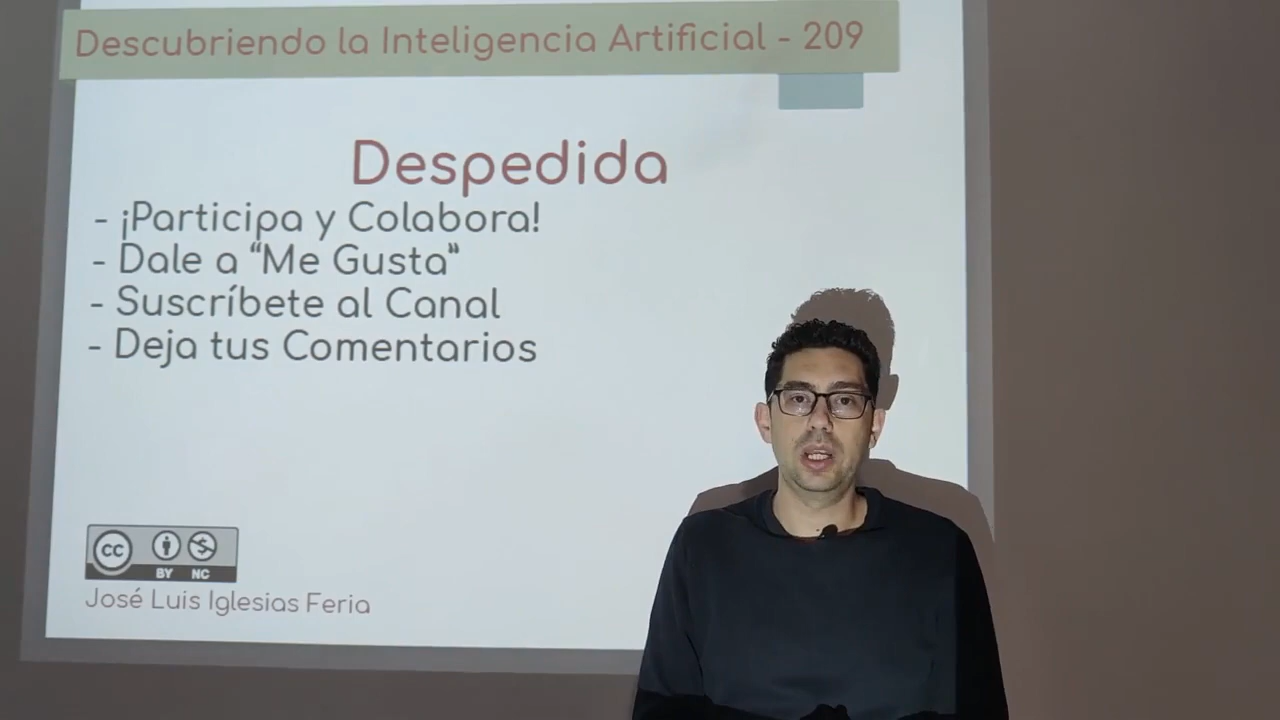 Descubriendo la Inteligencia Artificial - 209
Despedida
- ¡Participa y Colabora!
- Dale a “Me Gusta”
- Suscríbete al Canal
- Deja tus Comentarios
CC
BY NC
José Luis Iglesias Feria